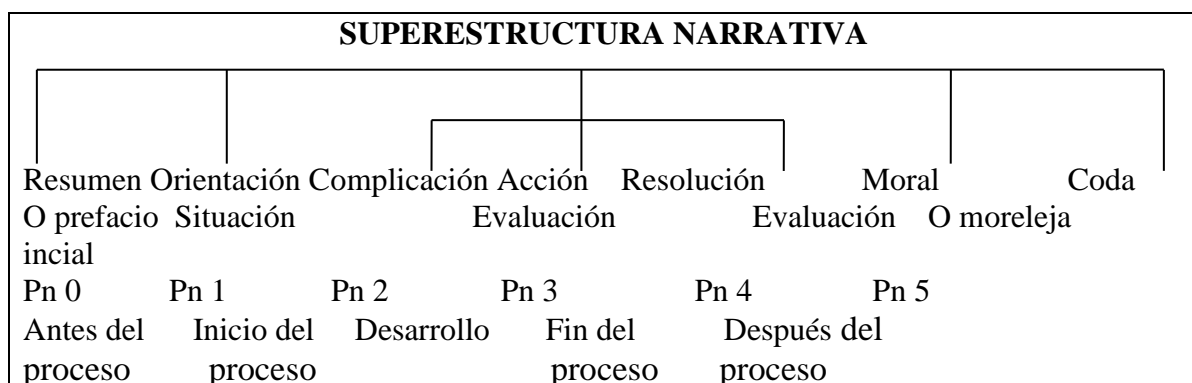 SUPERESTRUCTURA NARRATIVA
Resumen Orientación Complicación Acción Resolución Moral Coda
O prefacio Situación Evaluación Evaluación O moreleja
incial
Pn 0 Pn 1 Pn 2 Pn 3 Pn 4 Pn 5
Antes del Inicio del Desarrollo Fin del Después del
proceso proceso proceso proceso